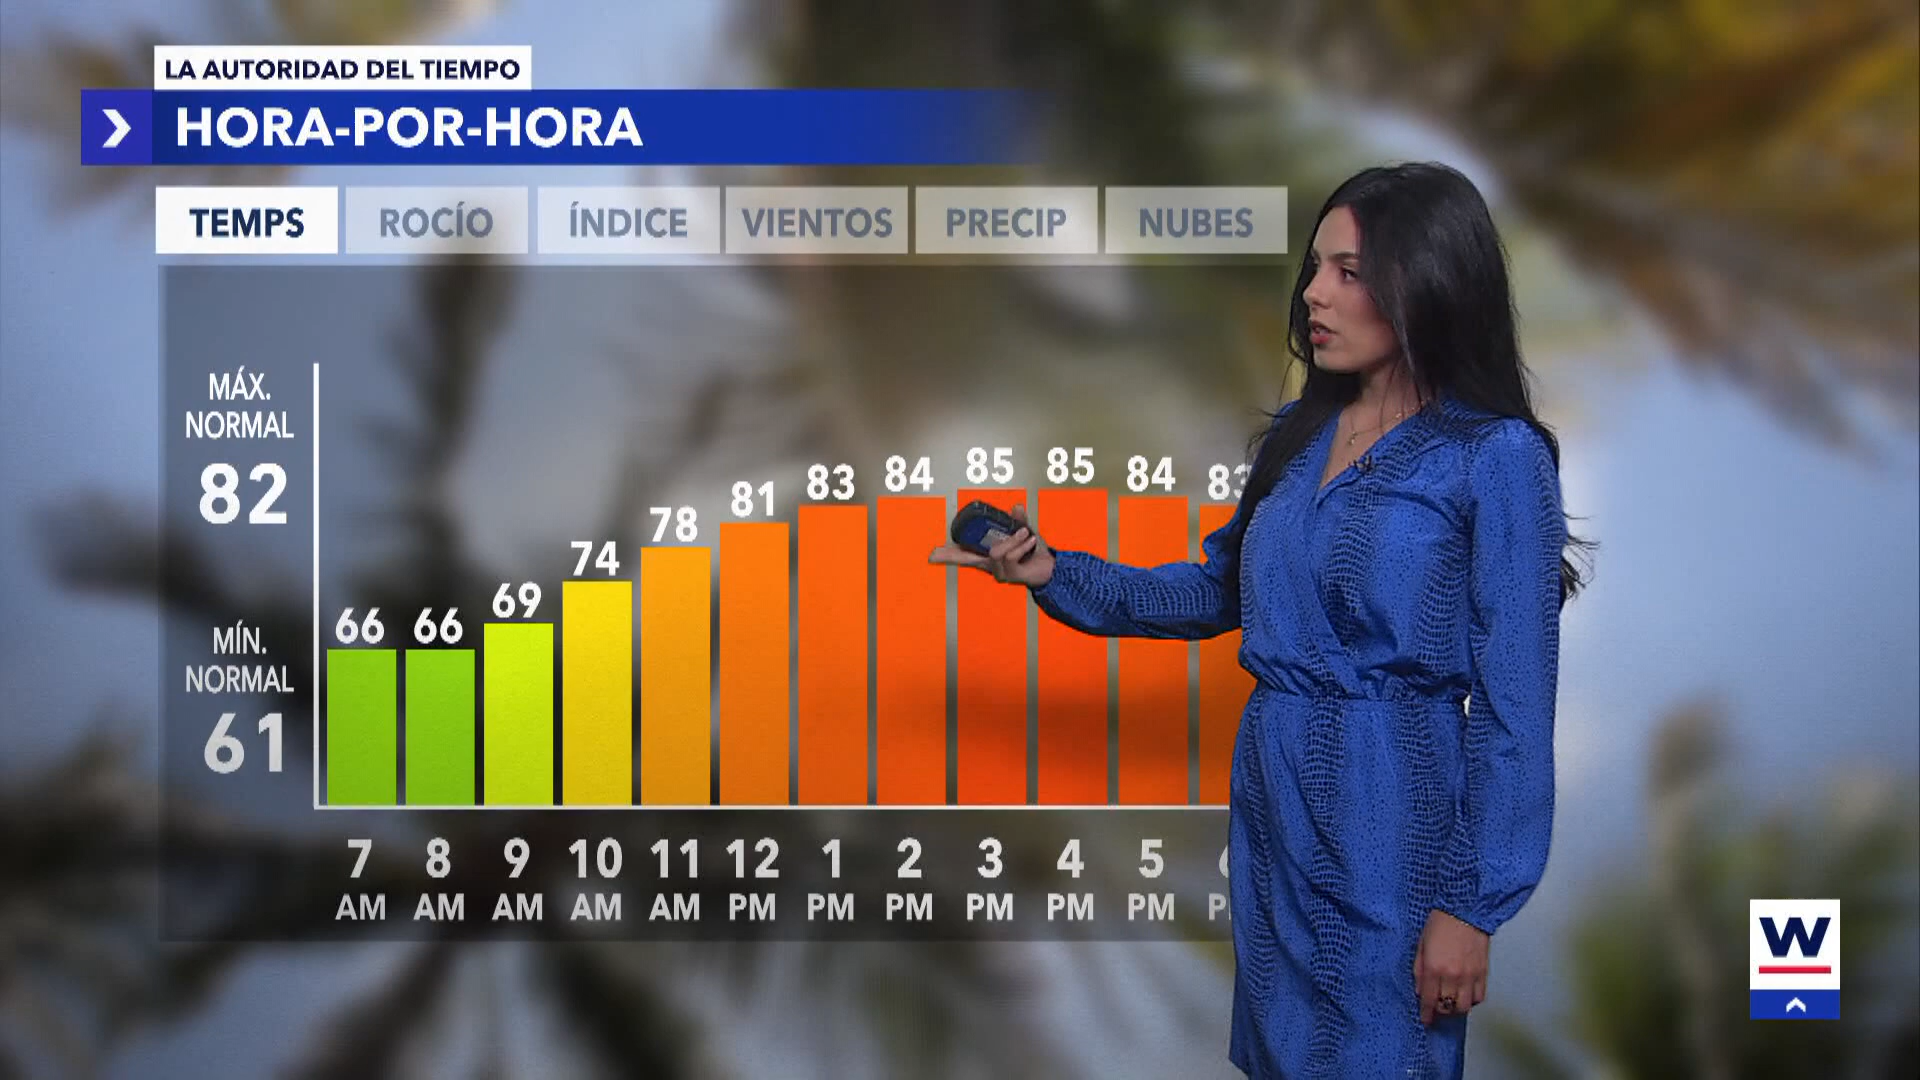 LA AUTORIDAD DEL TIEMPO
HORA-POR-HORA
TEMPS ROCÍO ÍNDICE VIENTOS PRECIP NUBES
MÁX.
NORMAL
82
MÍN.
NORMAL
61
66 66 69 74 78 81 83 84 85 85 84 83
7 8 9 10 11 12 1 2 3 4 5
AM AM AM AM AM PM PM PM PM PM PM
W